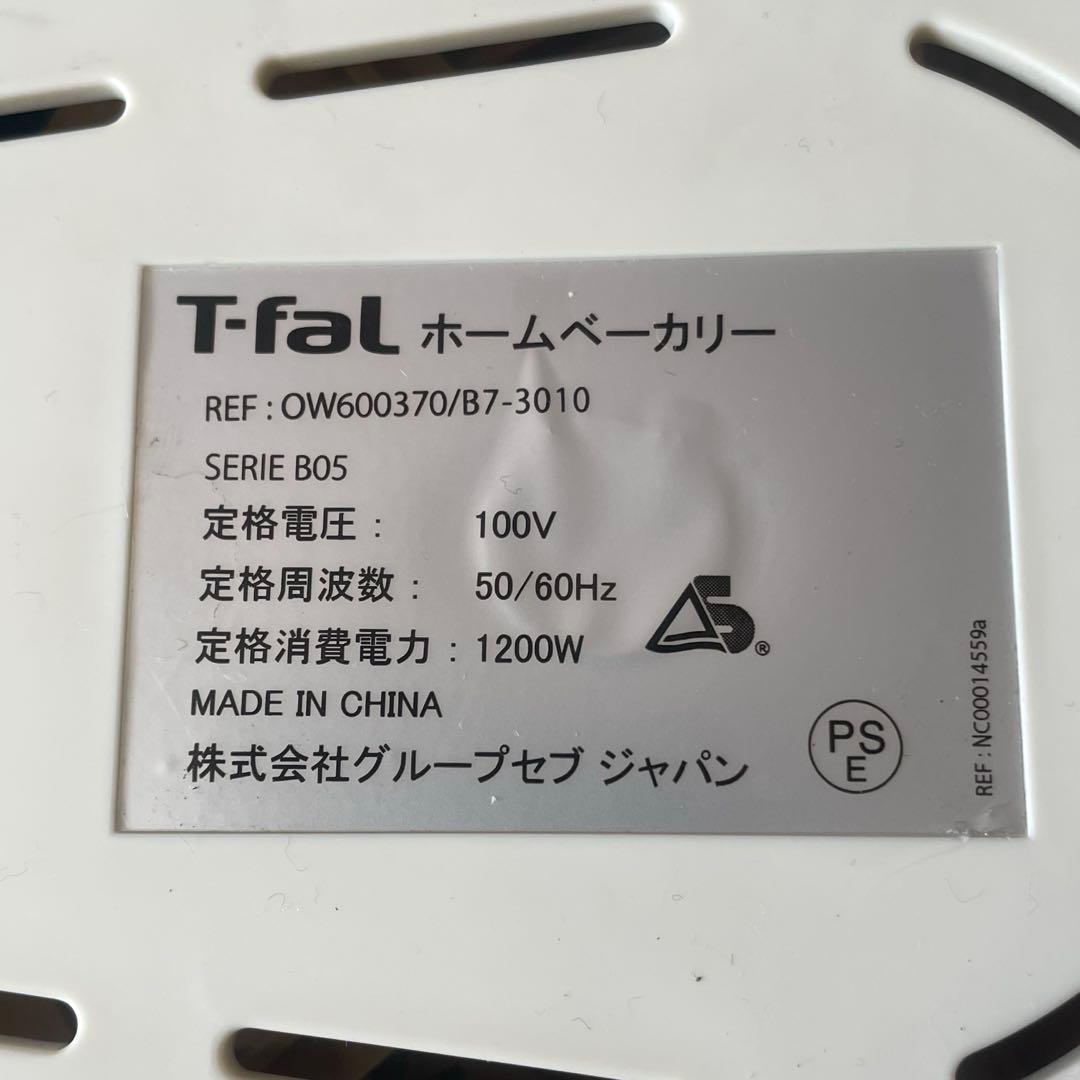 T-fal ホームベーカリー
REF : OW600370/B7-3010
SERIE B05
定格電圧 : 100V
定格周波数 : 50/60Hz
定格消費電力 : 1200W
MADE IN CHINA
株式会社グループセブ ジャパン
S ®
PS
E
REF : NC00014559a